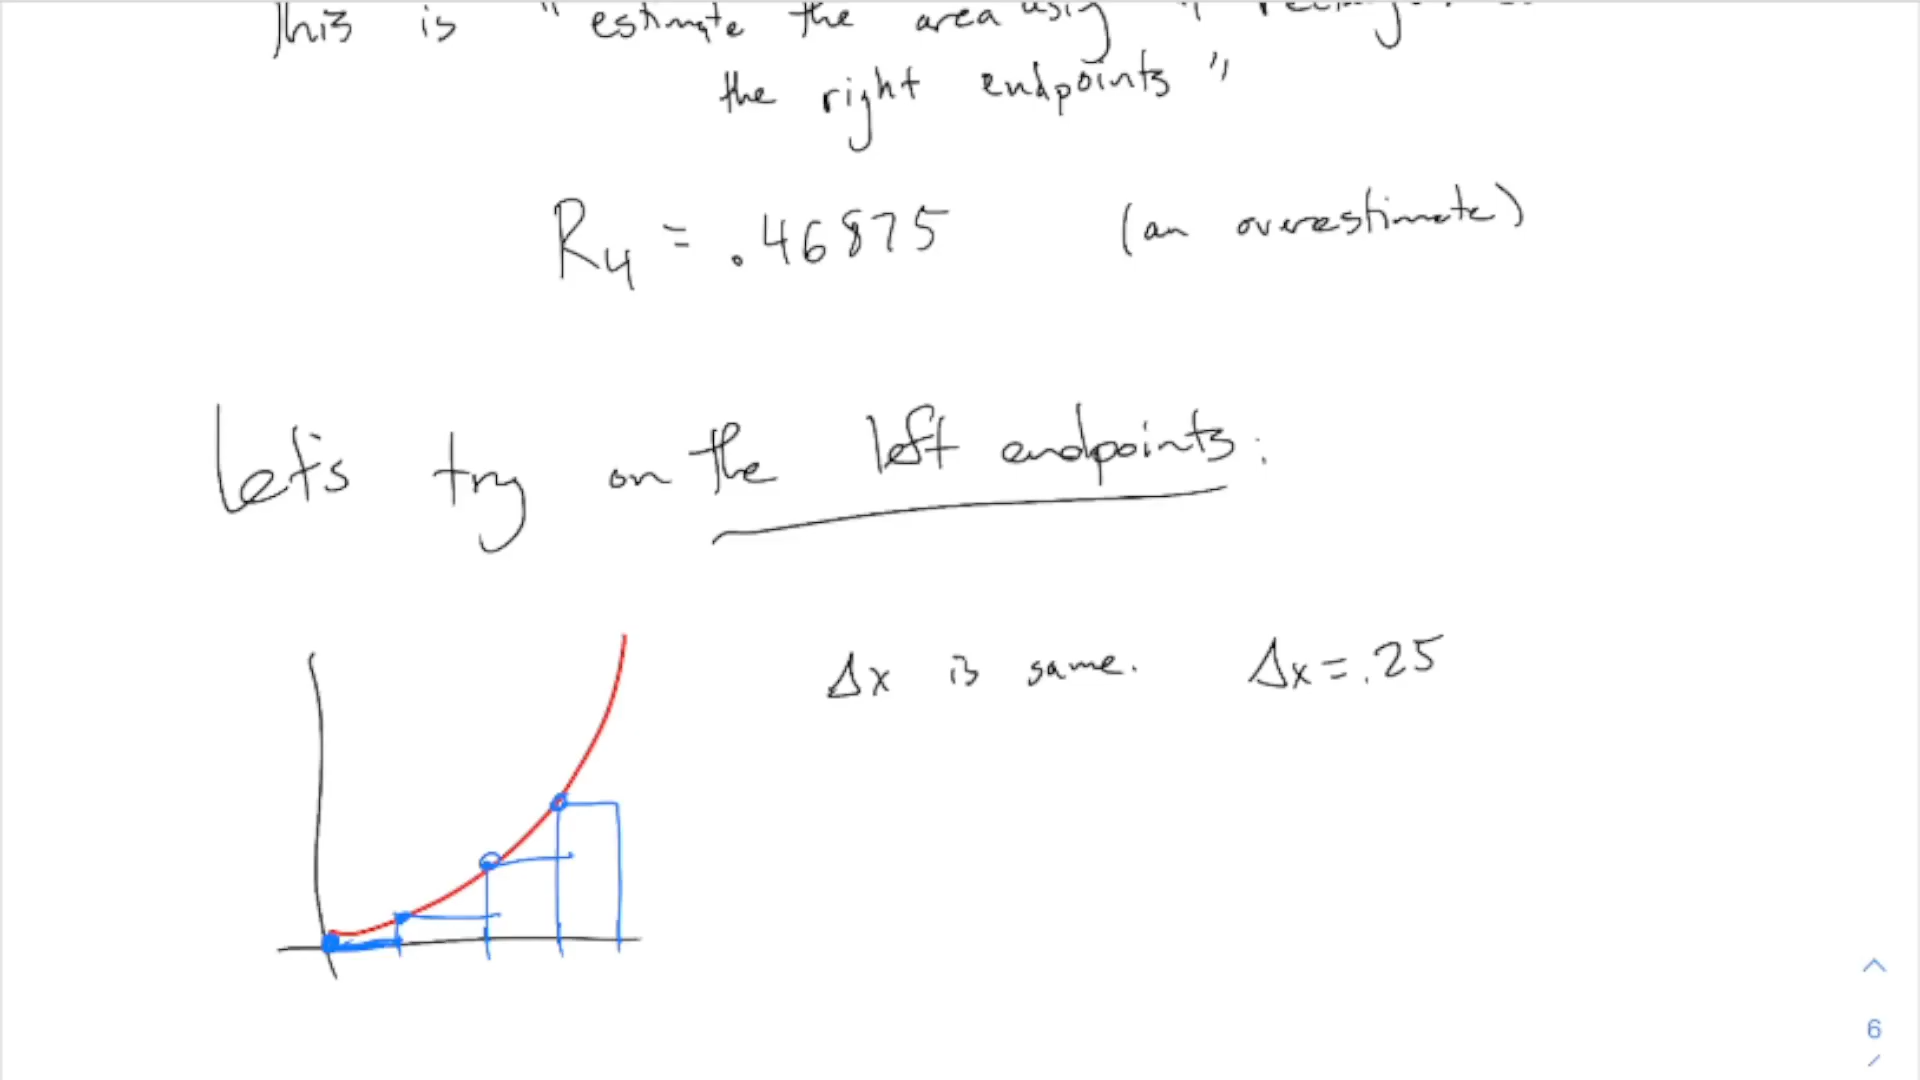 This is " estimate the area using 4
the right endpoints "
R₄ = .46875 (an overestimate)
Let's try on the left endpoints:
Δx is same. Δx = .25
6